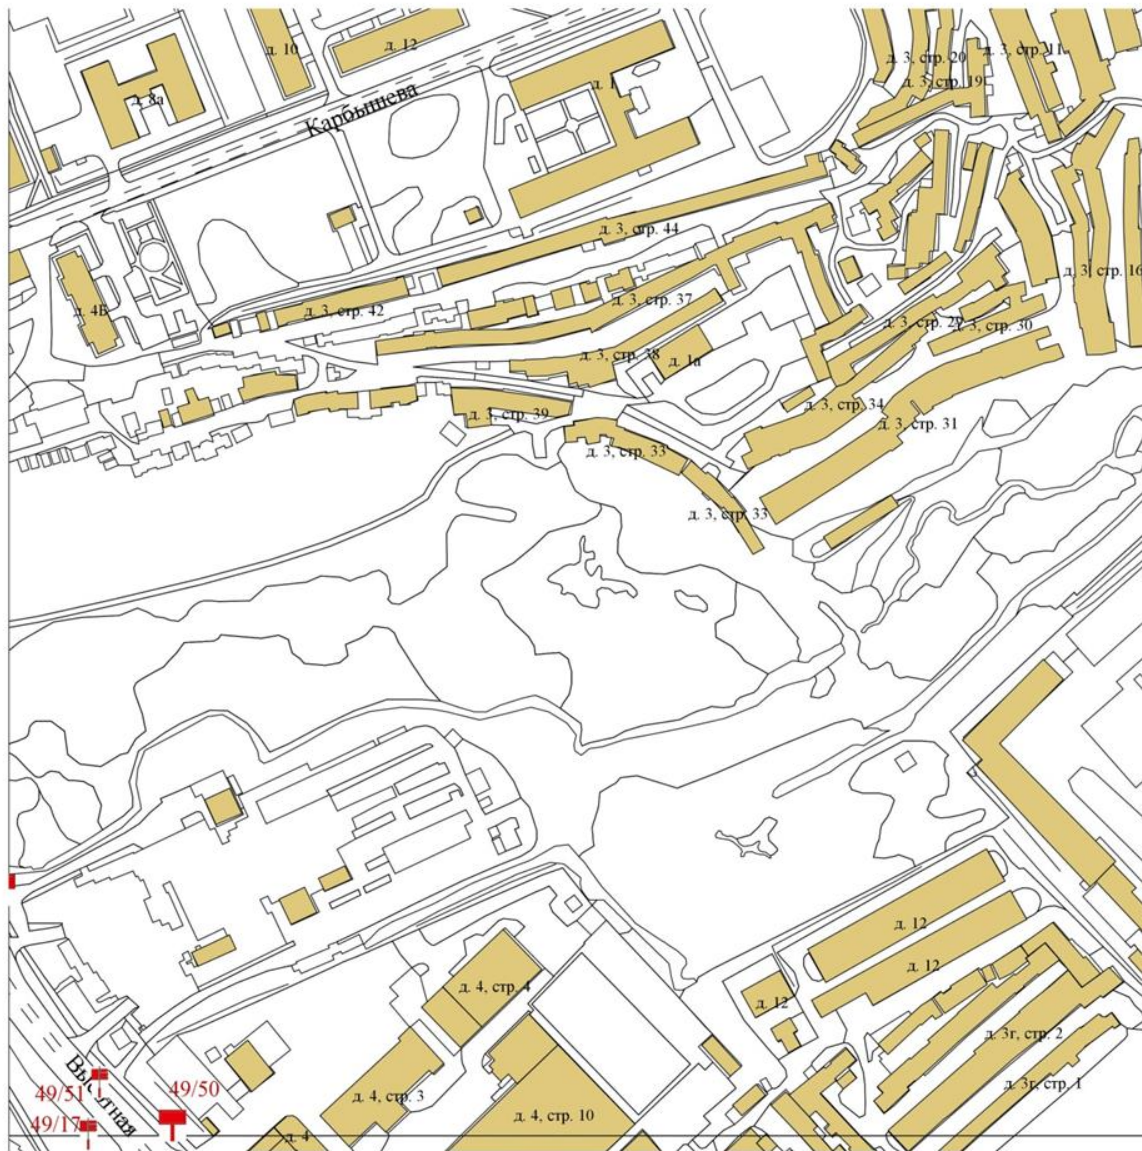 д. 10
д. 12
д. 8а
Карбышева
д. 1
д. 3, стр. 20
д. 3, стр. 11
д. 3, стр. 19
д. 3, стр. 44
д. 4Б
д. 3, стр. 42
д. 3, стр. 37
д. 3, стр. 16
д. 3, стр. 29
д. 3, стр. 30
д. 3, стр. 38
д. 1а
д. 3, стр. 39
д. 3, стр. 34
д. 3, стр. 31
д. 3, стр. 33
д. 3, стр. 33
д. 12
д. 12
д. 12
д. 4, стр. 4
д. 3г, стр. 2
д. 3г, стр. 1
д. 4, стр. 3
д. 4, стр. 10
д. 4
49/51
49/50
49/17